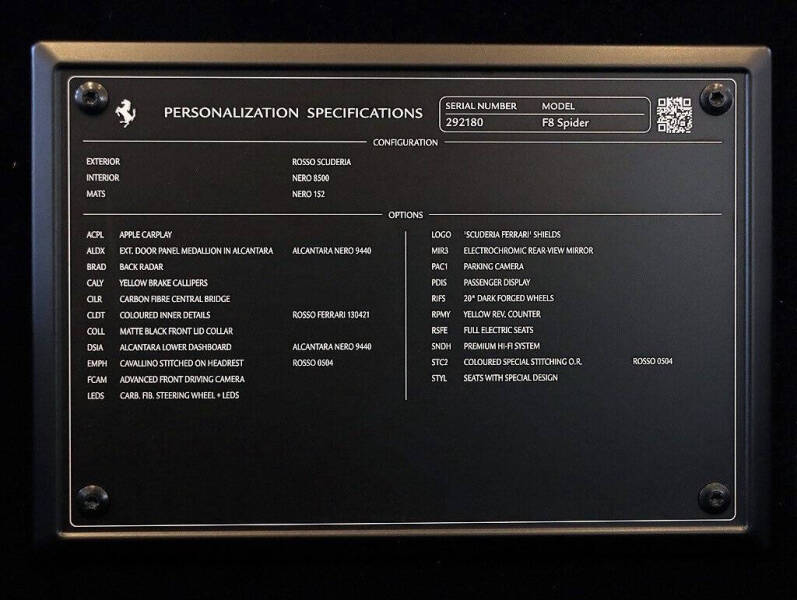 PERSONALIZATION SPECIFICATIONS
SERIAL NUMBER MODEL
292180 F8 Spider
CONFIGURATION
EXTERIOR ROSSO SCUDERIA
INTERIOR NERO 8500
MATS NERO 152
OPTIONS
ACPL APPLE CARPLAY
ALDX EXT. DOOR PANEL MEDALLION IN ALCANTARA ALCANTARA NERO 9440
BRAD BACK RADAR
CALY YELLOW BRAKE CALLIPERS
CILR CARBON FIBRE CENTRAL BRIDGE
CLDT COLOURED INNER DETAILS ROSSO FERRARI 130421
COLL MATTE BLACK FRONT LID COLLAR
DSIA ALCANTARA LOWER DASHBOARD ALCANTARA NERO 9440
EMPH CAVALLINO STITCHED ON HEADREST ROSSO 0504
FCAM ADVANCED FRONT DRIVING CAMERA
LEDS CARB. FIB. STEERING WHEEL + LEDS
LOGO 'SCUDERIA FERRARI' SHIELDS
MIR3 ELECTROCHROMIC REAR-VIEW MIRROR
PAC1 PARKING CAMERA
PDIS PASSENGER DISPLAY
RIFS 20" DARK FORGED WHEELS
RPMY YELLOW REV. COUNTER
RSFE FULL ELECTRIC SEATS
SNDH PREMIUM HI-FI SYSTEM
STC2 COLOURED SPECIAL STITCHING O.R. ROSSO 0504
STYL SEATS WITH SPECIAL DESIGN